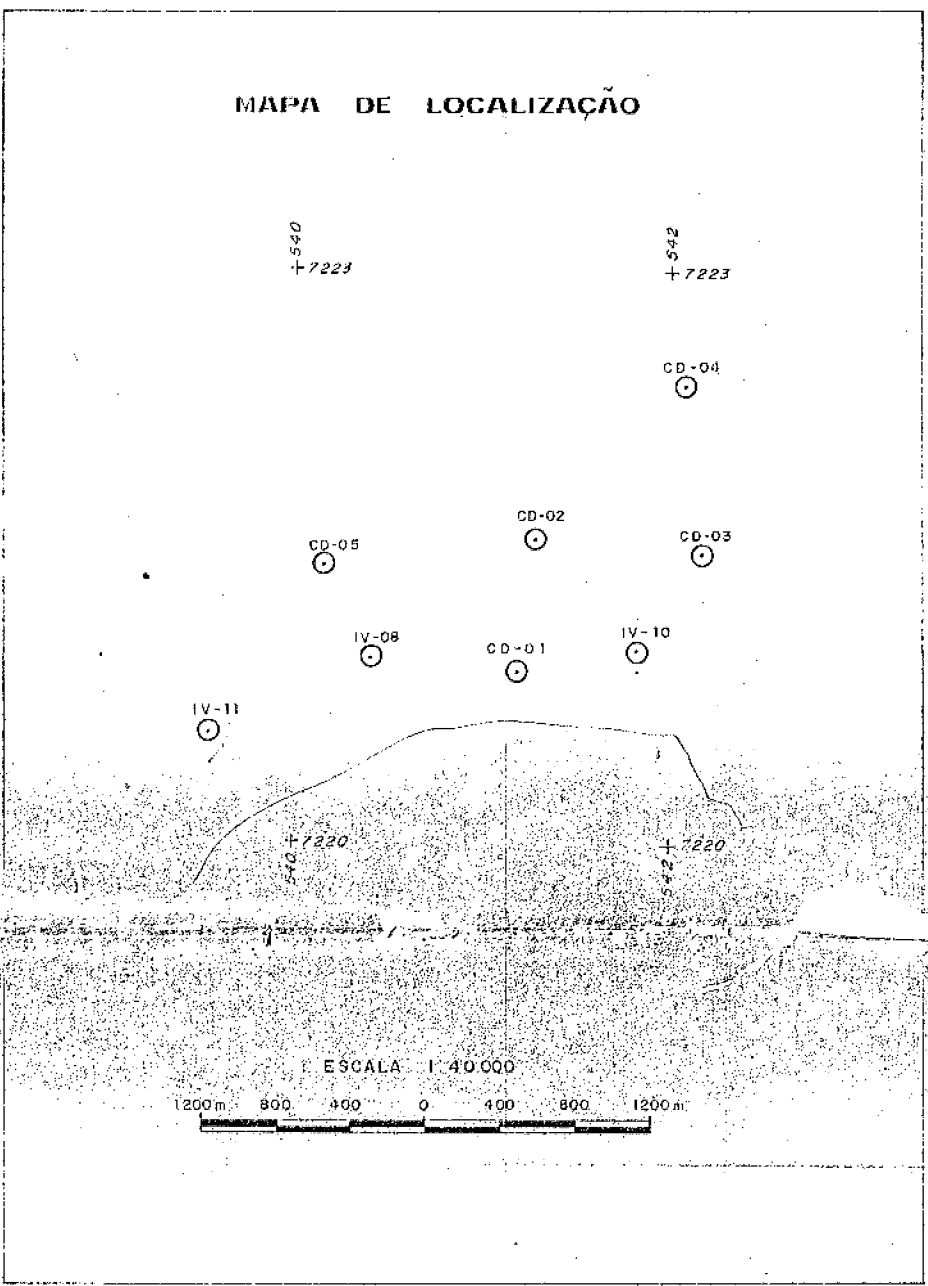 MAPA DE LOCALIZAÇÃO
540
7223
542
7223
CD-04
CD-02
CD-05
CD-03
IV-08
CD-01
IV-10
IV-11
540
7220
542
7220
ESCALA 1 40.000
1200m 800 400 0 400 800 1200m